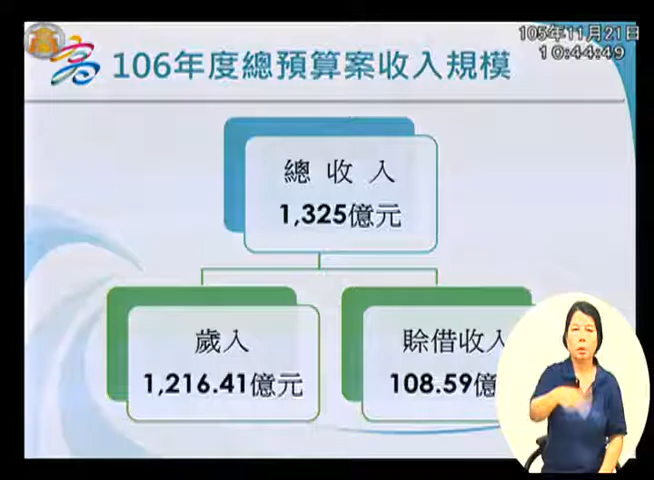 105年11月21日
10:44:49
106年度總預算案收入規模
總收入
1,325億元
歲入
1,216.41億元
賒借收入
108.59億